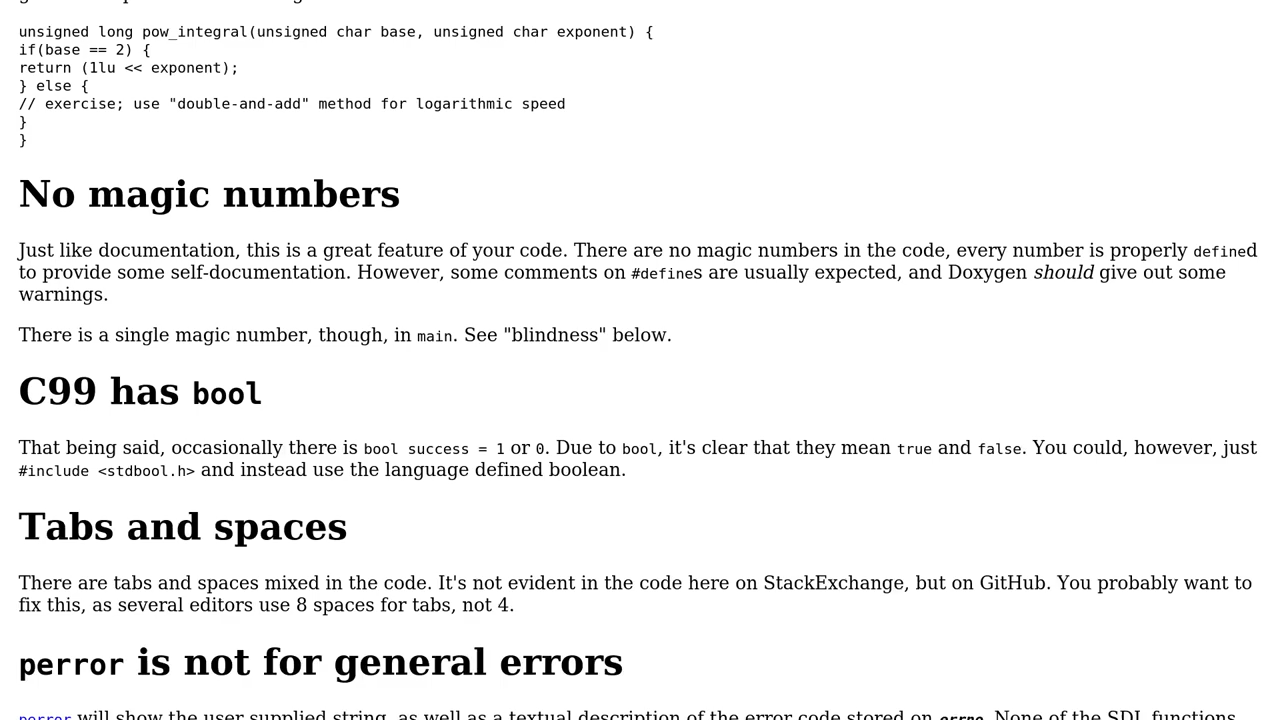 unsigned long pow_integral(unsigned char base, unsigned char exponent) {
if(base == 2) {
return (1lu << exponent);
} else {
// exercise; use "double-and-add" method for logarithmic speed
}
}
No magic numbers
Just like documentation, this is a great feature of your code. There are no magic numbers in the code, every number is properly defined
to provide some self-documentation. However, some comments on #defines are usually expected, and Doxygen should give out some
warnings.
There is a single magic number, though, in main. See "blindness" below.
C99 has bool
That being said, occasionally there is bool success = 1 or 0. Due to bool, it's clear that they mean true and false. You could, however, just
#include <stdbool.h> and instead use the language defined boolean.
Tabs and spaces
There are tabs and spaces mixed in the code. It's not evident in the code here on StackExchange, but on GitHub. You probably want to
fix this, as several editors use 8 spaces for tabs, not 4.
perror is not for general errors
perror will show the user supplied string, as well as a textual description of the error code stored on errno. None of the SDL functions